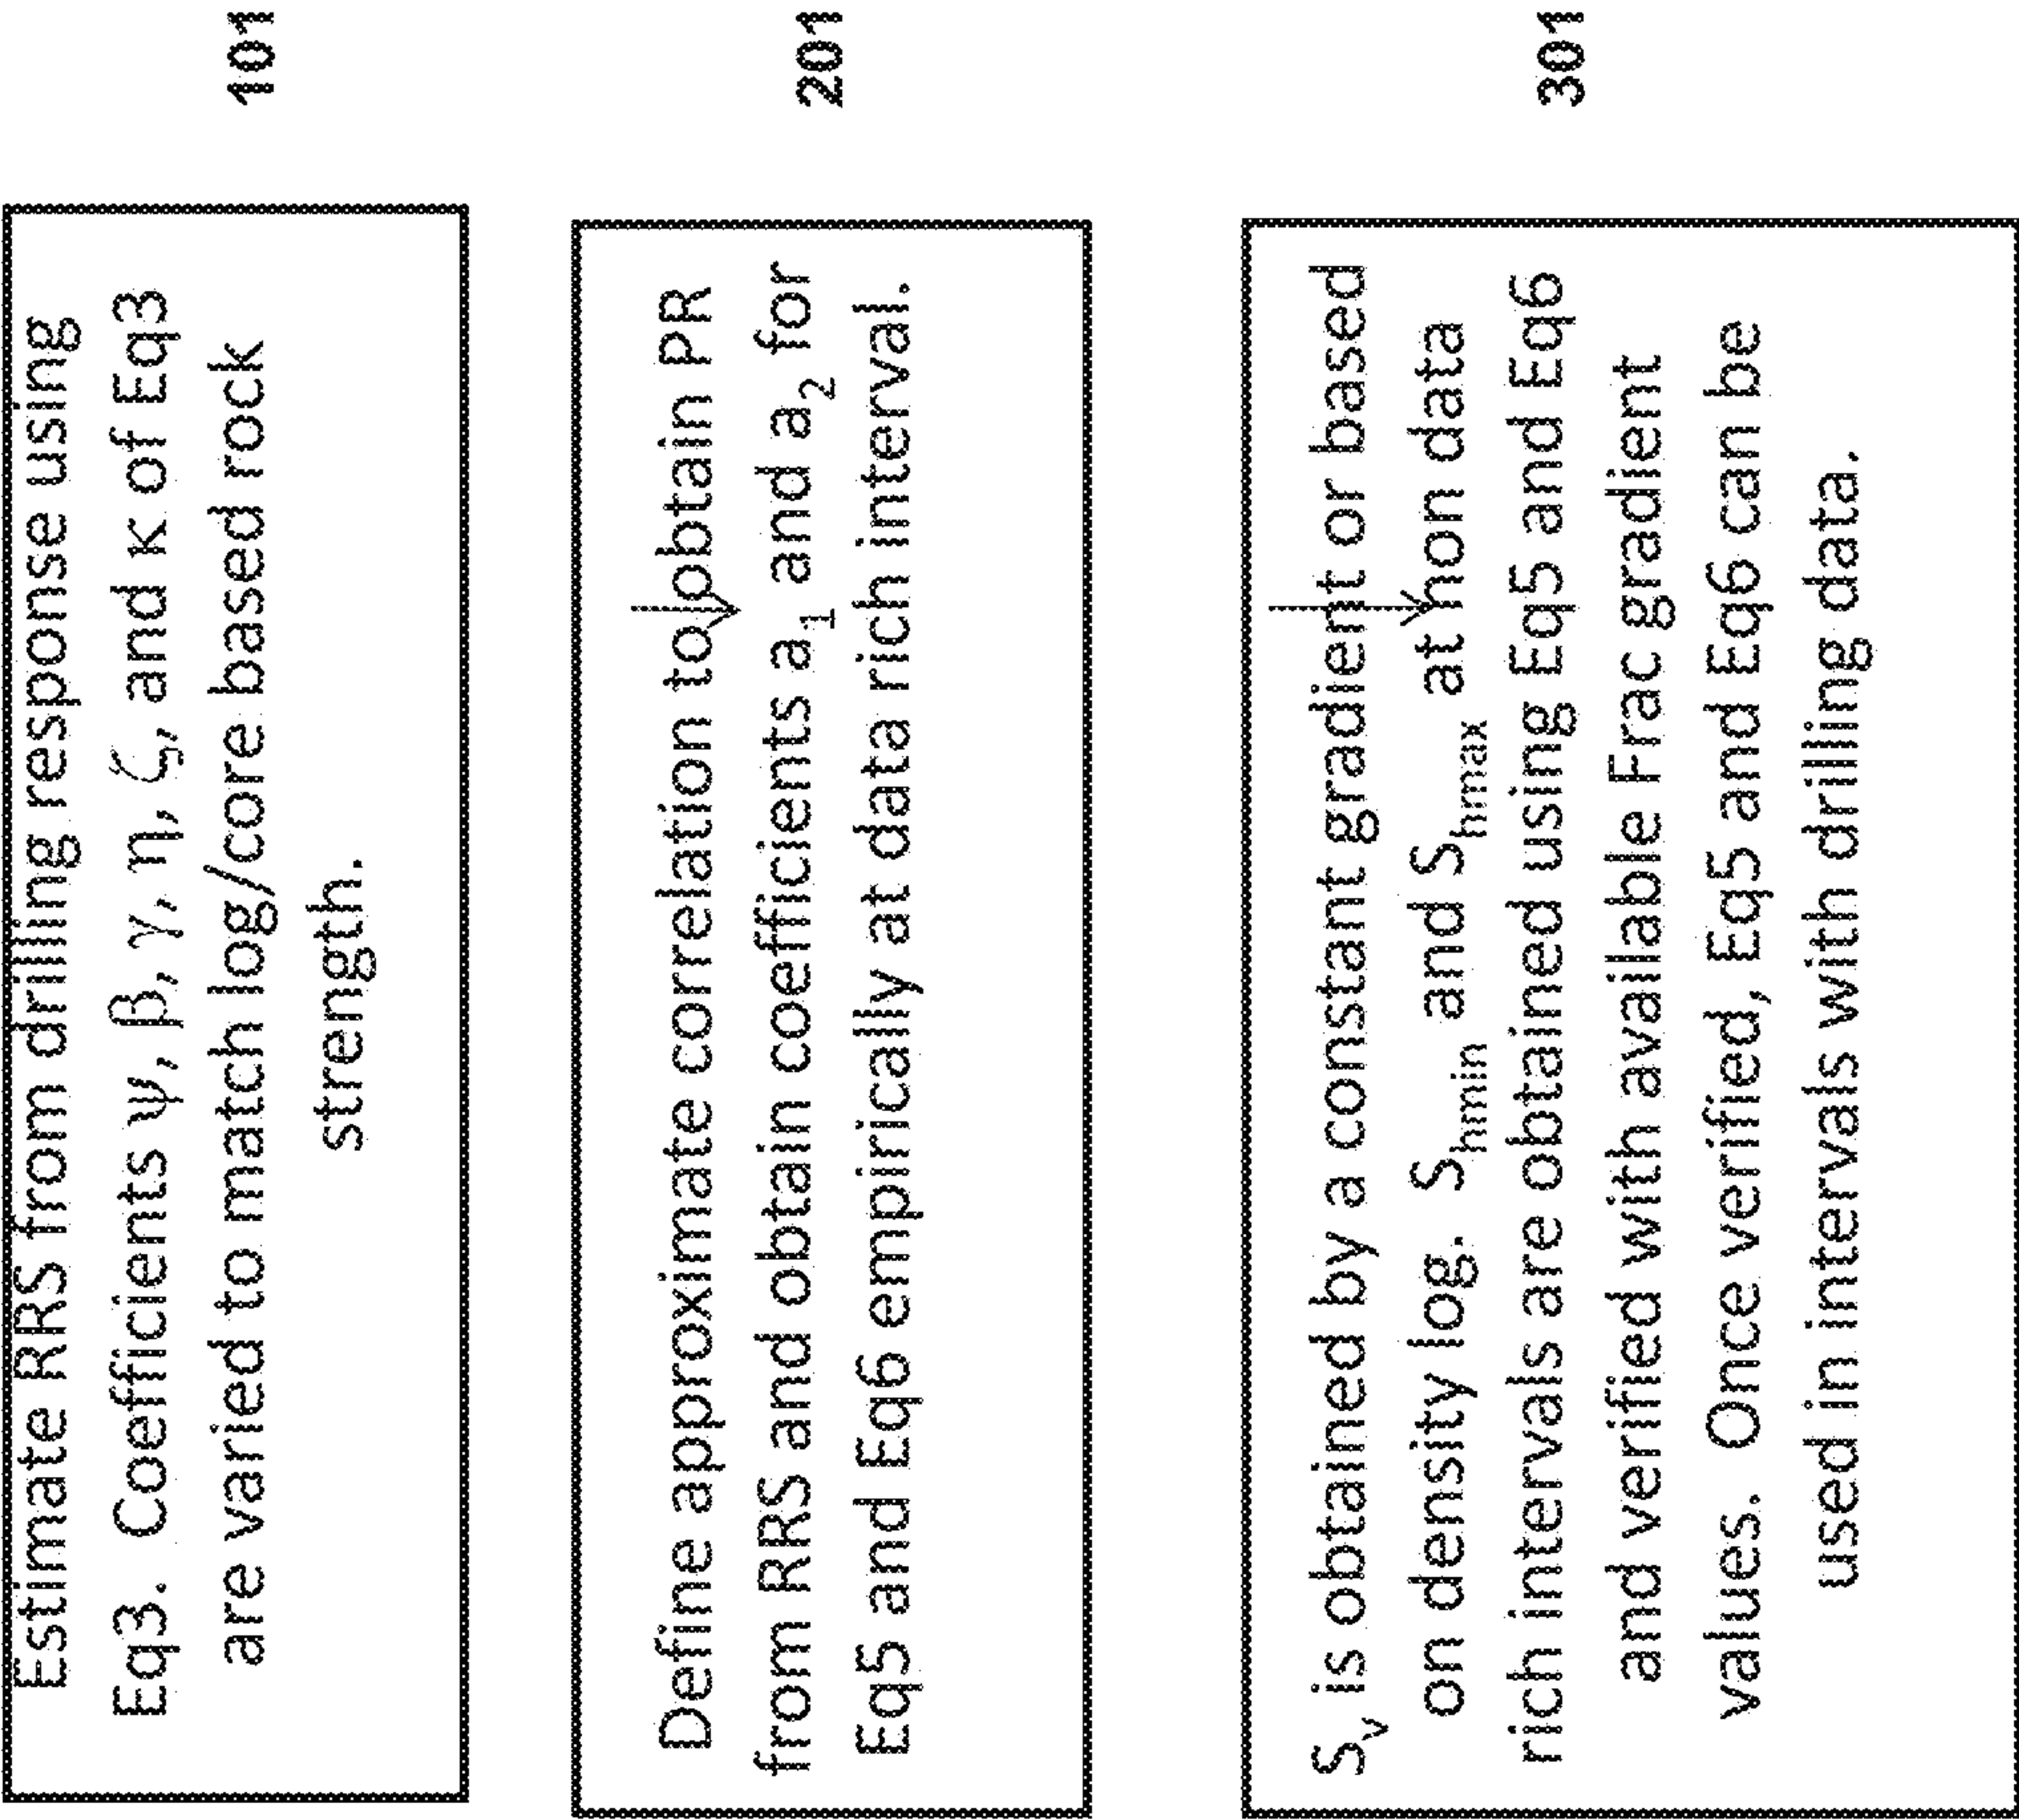 Estimate RRS from drilling response using
Eq3. Coefficients ψ, β, γ, η, ζ, and κ of Eq3
are varied to match log/core based rock
strength.
101
Define approximate correlation to obtain PR
from RRS and obtain coefficients a₁ and a₂ for
Eq5 and Eq6 empirically at data rich interval.
201
Sᵥ is obtained by a constant gradient or based
on density log. Shmin and Shmax at non data
rich intervals are obtained using Eq5 and Eq6
and verified with available Frac gradient
values. Once verified, Eq5 and Eq6 can be
used in intervals with drilling data.
301